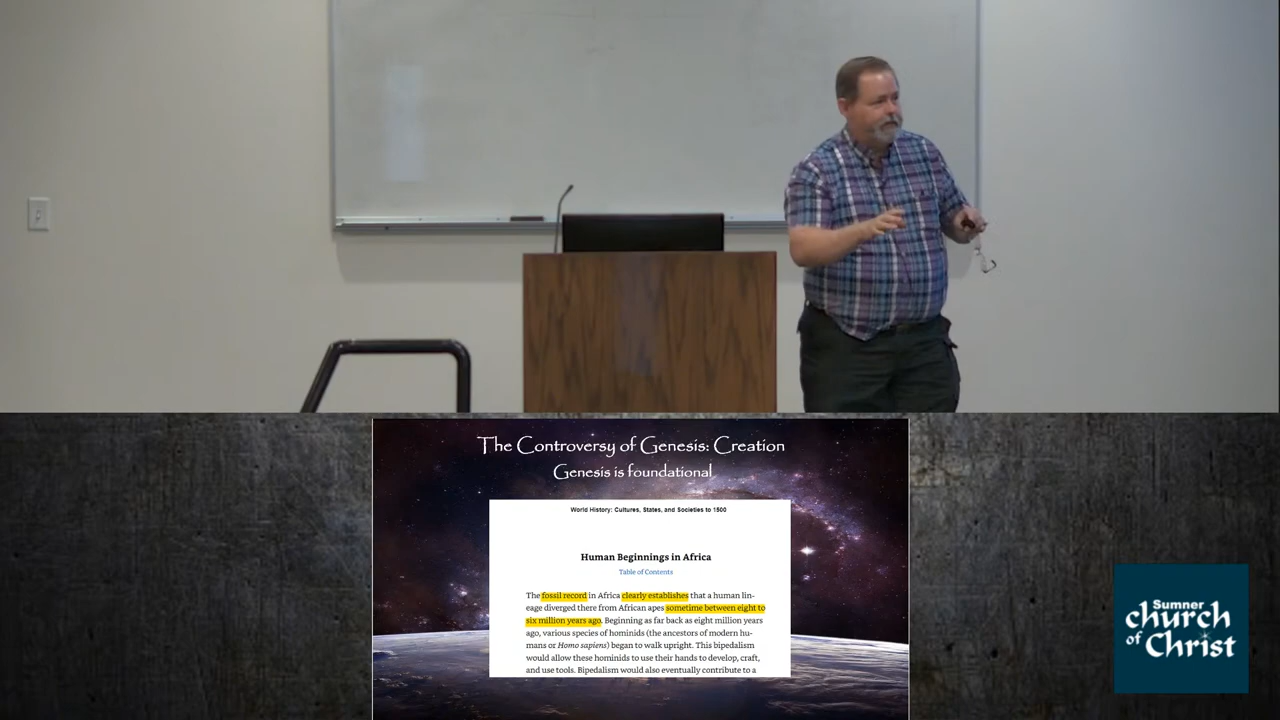 The Controversy of Genesis: Creation
Genesis is foundational
World History: Cultures, States, and Societies to 1500
Human Beginnings in Africa
Table of Contents
The fossil record in Africa clearly establishes that a human lin-
eage diverged there from African apes sometime between eight to
six million years ago. Beginning as far back as eight million years
ago, various species of hominids (the ancestors of modern hu-
mans or Homo sapiens) began to walk upright. This bipedalism
would allow these hominids to use their hands to develop, craft,
and use tools. Bipedalism would also eventually contribute to a
Sumner
church
of Christ